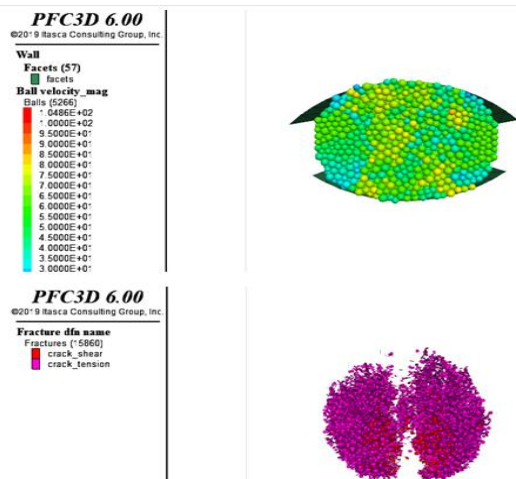 PFC3D 6.00
©2019 Itasca Consulting Group, Inc.
Wall
Facets (57)
facets
Ball velocity_mag
Balls (5266)
1.0486E+02
1.0000E+02
9.5000E+01
9.0000E+01
8.5000E+01
8.0000E+01
7.5000E+01
7.0000E+01
6.5000E+01
6.0000E+01
5.5000E+01
5.0000E+01
4.5000E+01
4.0000E+01
3.5000E+01
3.0000E+01
PFC3D 6.00
©2019 Itasca Consulting Group, Inc.
Fracture dfn name
Fractures (15860)
crack_shear
crack_tension